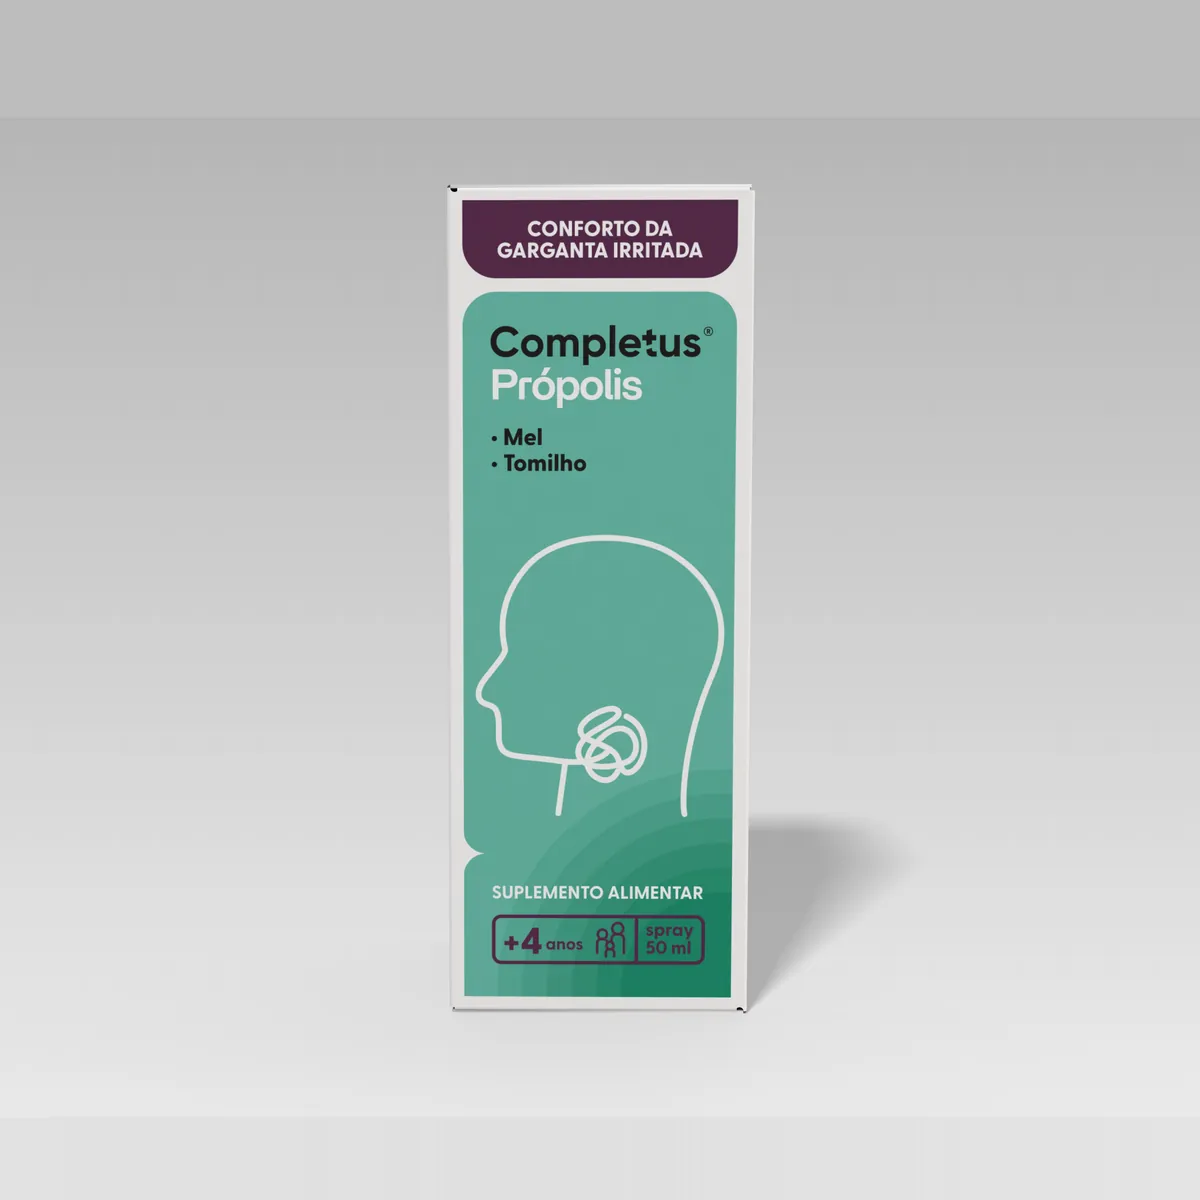 CONFORTO DA
GARGANTA IRRITADA
Completus®
Própolis
• Mel
• Tomilho
SUPLEMENTO ALIMENTAR
+4 anos
spray
50 ml